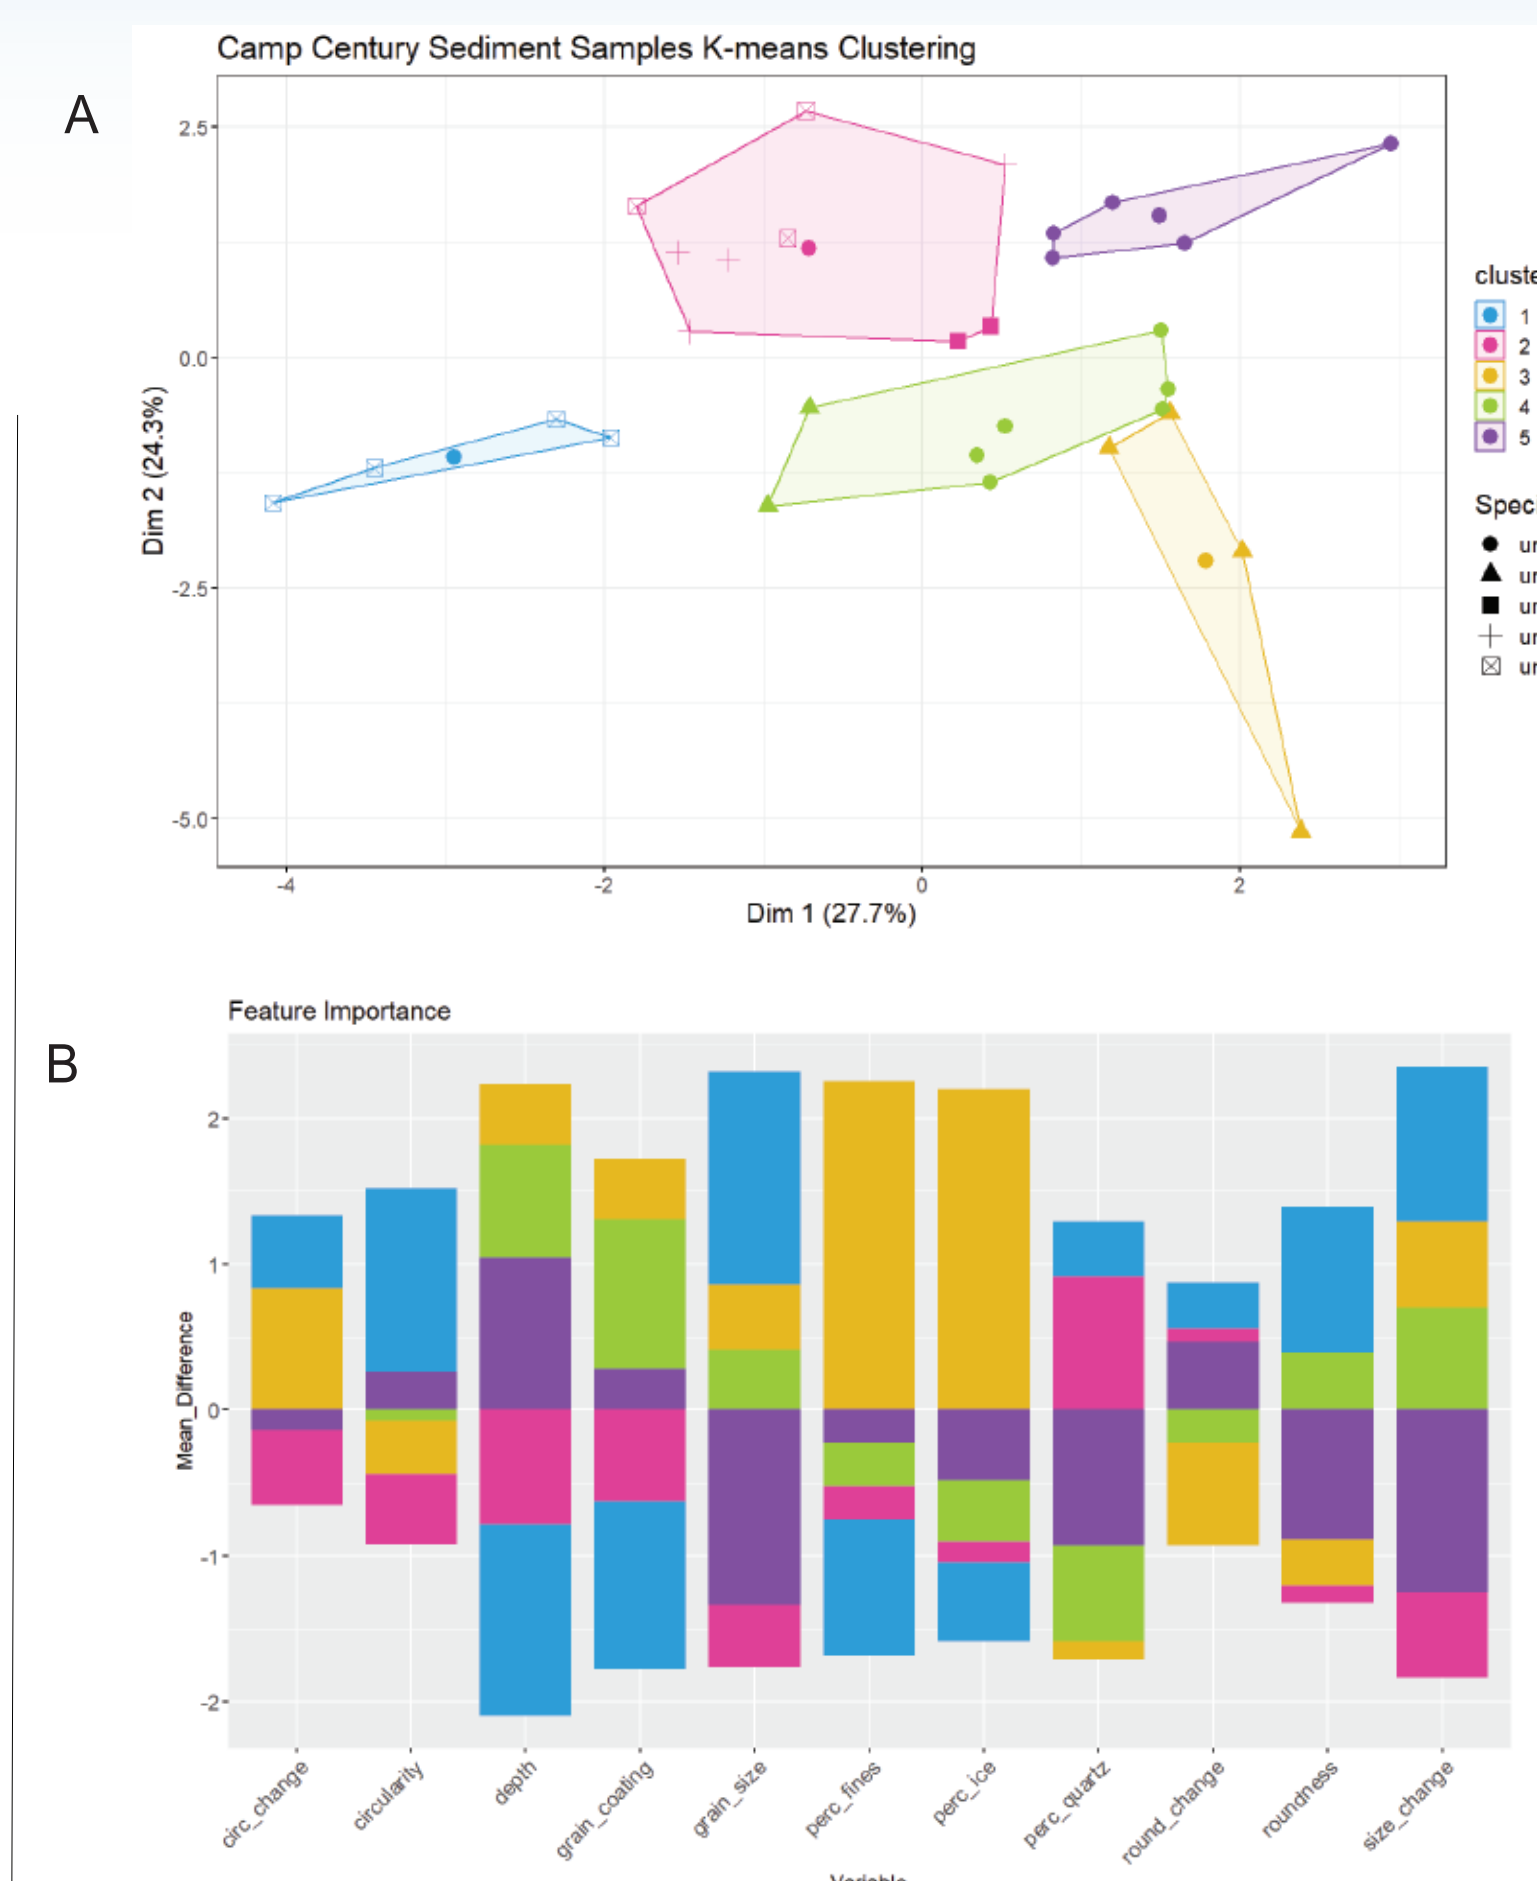 Camp Century Sediment Samples K-means Clustering
A
2.5
0.0
-2.5
-5.0
Dim 2 (24.3%)
-4
-2
0
2
Dim 1 (27.7%)
1
2
3
4
5
Feature Importance
B
2
1
0
-1
-2
Mean_Difference
circ_change
circularity
depth
grain_coating
grain_size
perc_fines
perc_ice
perc_quartz
round_change
roundness
size_change
Variable